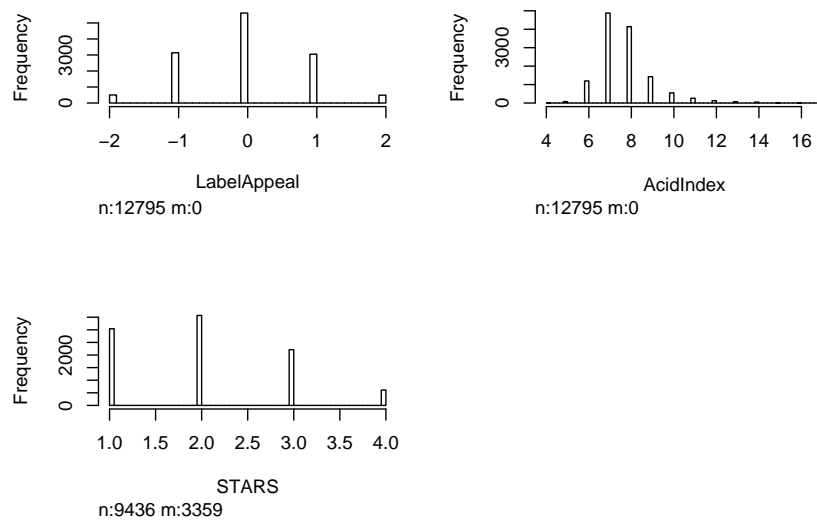 Frequency
0 3000
−2 −1 0 1 2
LabelAppeal
n:12795 m:0
Frequency
0 3000
4 6 8 10 12 14 16
AcidIndex
n:12795 m:0
Frequency
0 2000
1.0 1.5 2.0 2.5 3.0 3.5 4.0
STARS
n:9436 m:3359